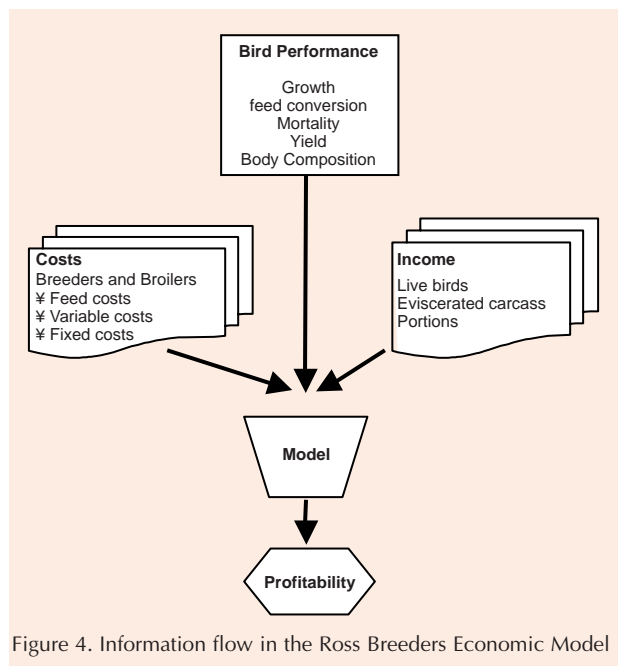 Bird Performance
Growth
feed conversion
Mortality
Yield
Body Composition
Costs
Breeders and Broilers
¥ Feed costs
¥ Variable costs
¥ Fixed costs
Income
Live birds
Eviscerated carcass
Portions
Model
Profitability
Figure 4. Information flow in the Ross Breeders Economic Model